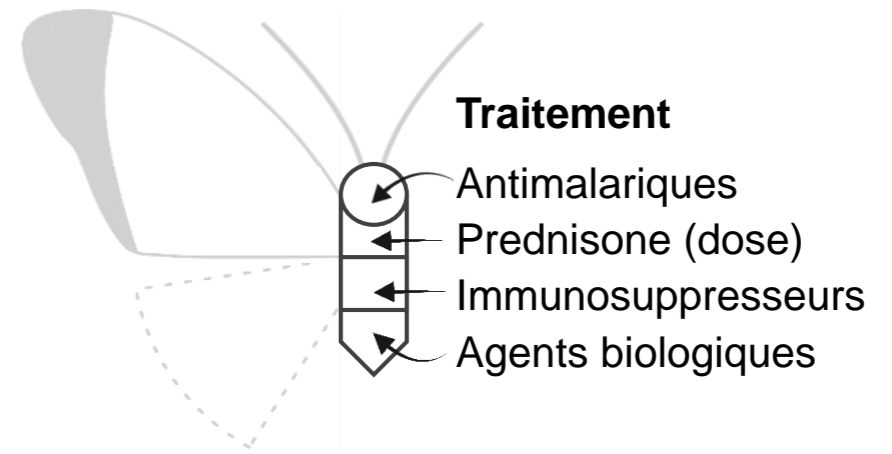 Traitement
Antimalariques
Prednisone (dose)
Immunosuppresseurs
Agents biologiques